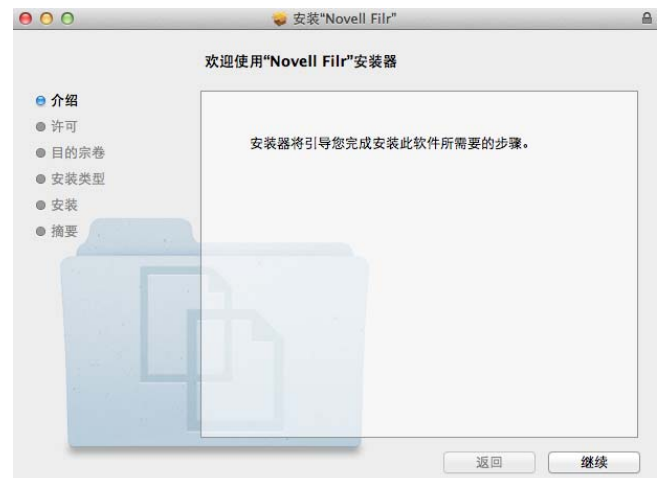 安装“Novell Filr”
欢迎使用“Novell Filr”安装器
介绍
许可
目的宗卷
安装类型
安装
摘要
安装器将引导您完成安装此软件所需要的步骤。
返回
继续